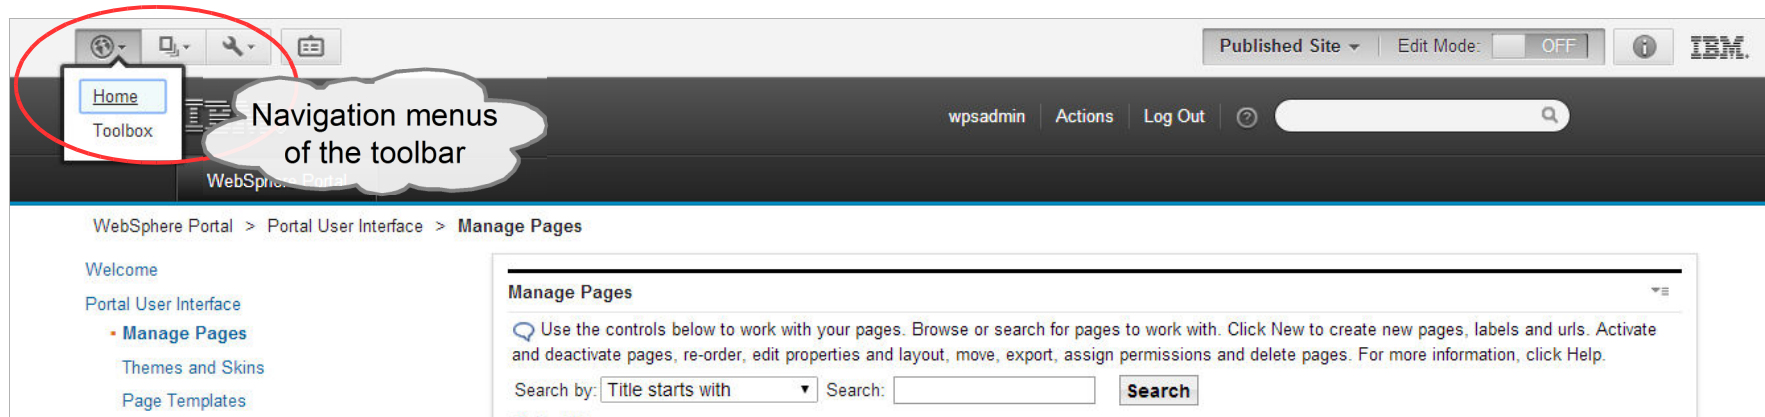 Published Site
Edit Mode:
OFF
IBM.
Home
Toolbox
Navigation menus
of the toolbar
wpsadmin
Actions
Log Out
WebSphere Portal
WebSphere Portal > Portal User Interface > Manage Pages
Welcome
Portal User Interface
Manage Pages
Themes and Skins
Page Templates
Manage Pages
Use the controls below to work with your pages. Browse or search for pages to work with. Click New to create new pages, labels and urls. Activate
and deactivate pages, re-order, edit properties and layout, move, export, assign permissions and delete pages. For more information, click Help.
Search by: Title starts with Search: Search